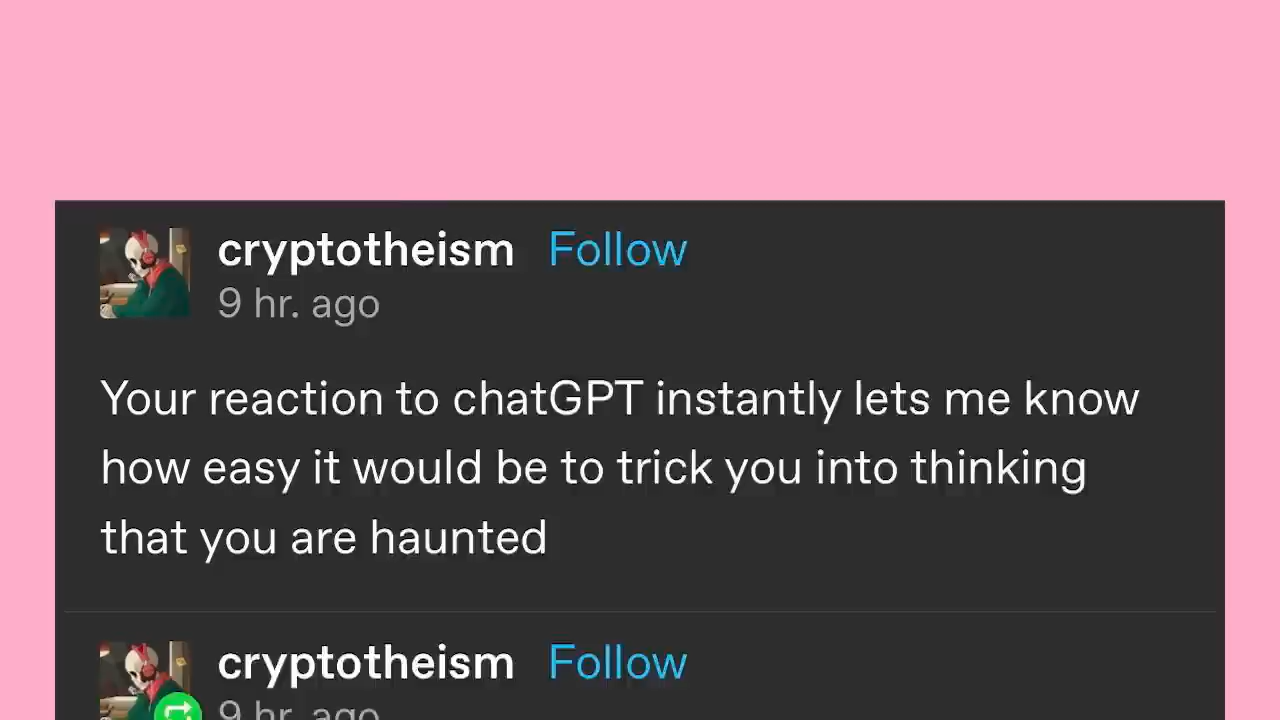 cryptotheism Follow
9 hr. ago
Your reaction to chatGPT instantly lets me know
how easy it would be to trick you into thinking
that you are haunted
cryptotheism Follow
9 hr. ago